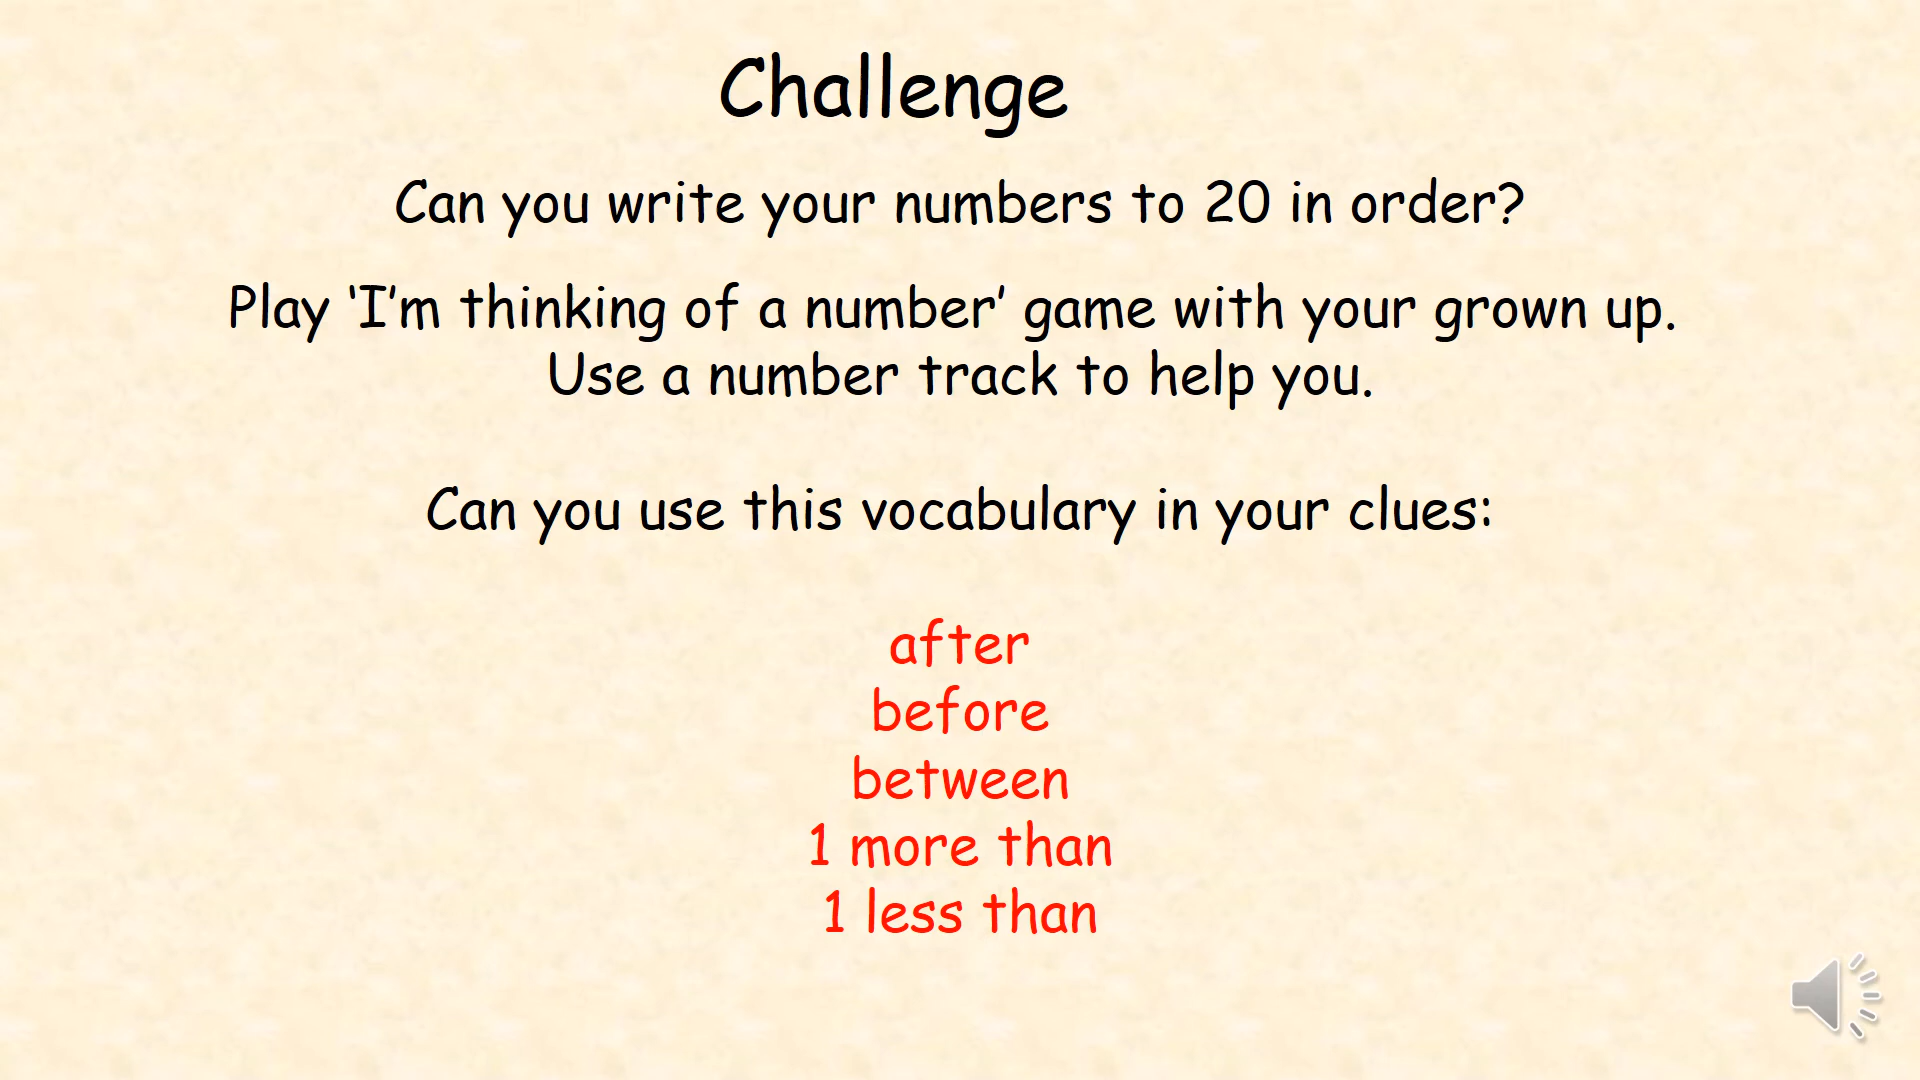 Challenge
Can you write your numbers to 20 in order?
Play ‘I’m thinking of a number’ game with your grown up.
Use a number track to help you.
Can you use this vocabulary in your clues:
after
before
between
1 more than
1 less than